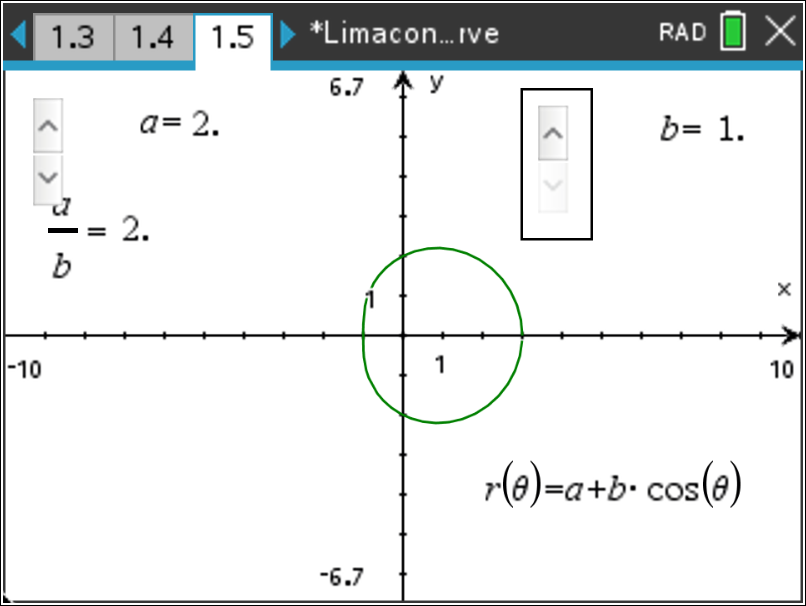 1.3 1.4 1.5 *Limacon…rve RAD
6.7 y
a= 2.
b= 1.
a/b = 2.
1
x
-10 1 10
r(θ)=a+b· cos(θ)
-6.7